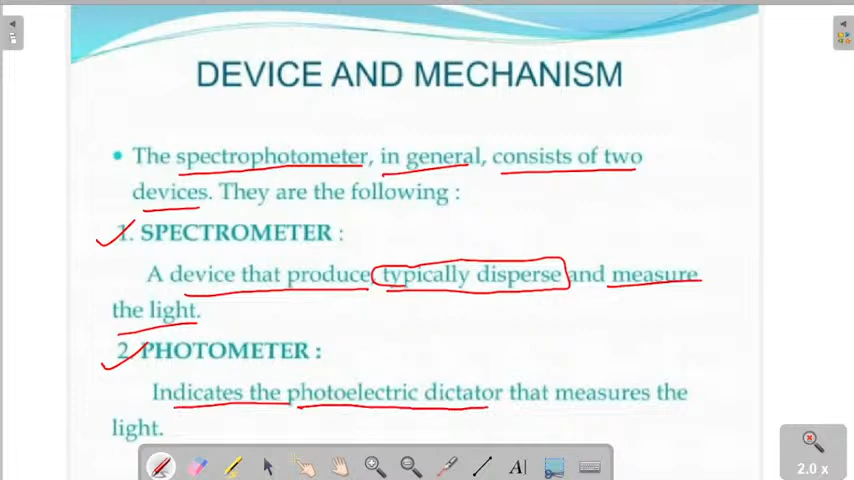 DEVICE AND MECHANISM
• The spectrophotometer, in general, consists of two
devices. They are the following :
1. SPECTROMETER :
A device that produce, typically disperse and measure
the light.
2. PHOTOMETER :
Indicates the photoelectric dictator that measures the
light.
A|
2.0 x